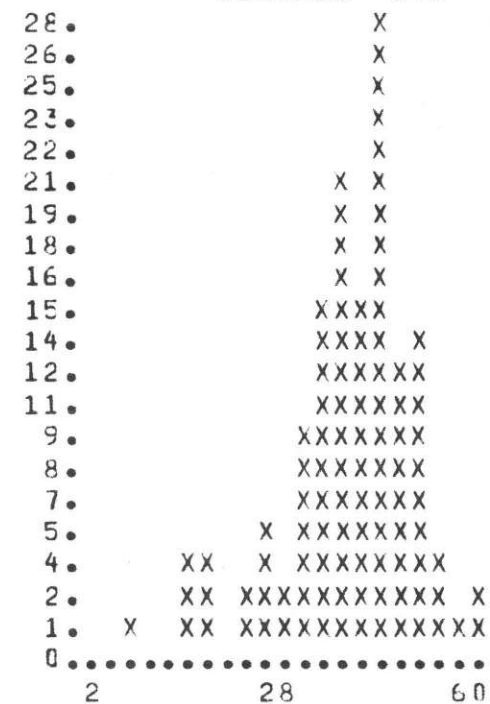 28. X
26. X
25. X
23. X
22. X
21. X X
19. X X
18. X X
16. X X
15. XXXX
14. XXXX X
12. XXXXXX
11. XXXXXX
9. XXXXXXX
8. XXXXXXX
7. XXXXXXX
5. X XXXXXXX
4. XX X XXXXXXXX
2. XX XXXXXXXXXXX X
1. X XX XXXXXXXXXXXXX
0......................
2 28 60